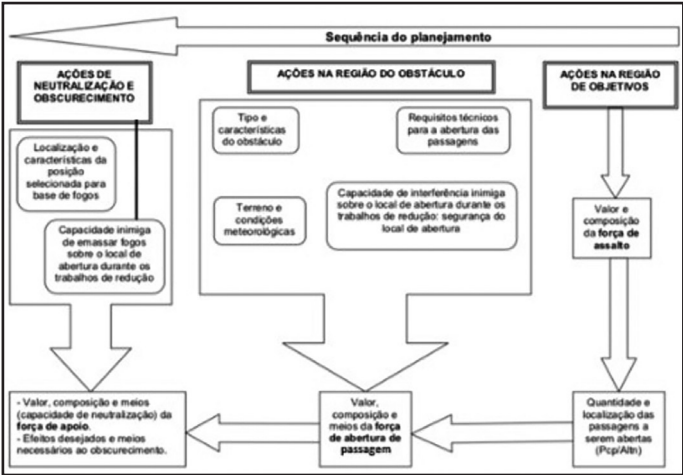 Sequência do planejamento
AÇÕES DE
NEUTRALIZAÇÃO E
OBSCURECIMENTO
AÇÕES NA REGIÃO DO OBSTÁCULO
AÇÕES NA REGIÃO
DE OBJETIVOS
Localização e
características da
posição
selecionada para
base de fogos
Capacidade inimiga
de emassar fogos
sobre o local de
abertura durante os
trabalhos de redução
Tipo e
características
do obstáculo
Requisitos técnicos
para a abertura das
passagens
Terreno e
condições
meteorológicas
Capacidade de interferência inimiga
sobre o local de abertura durante os
trabalhos de redução: segurança do
local de abertura
Valor e
composição
da força de
assalto
- Valor, composição e meios
(capacidade de neutralização) da
força de apoio.
- Efeitos desejados e meios
necessários ao obscurecimento.
Valor,
composição e
meios da força
de abertura de
passagem
Quantidade e
localização das
passagens a
serem abertas
(Pcp/Altn)